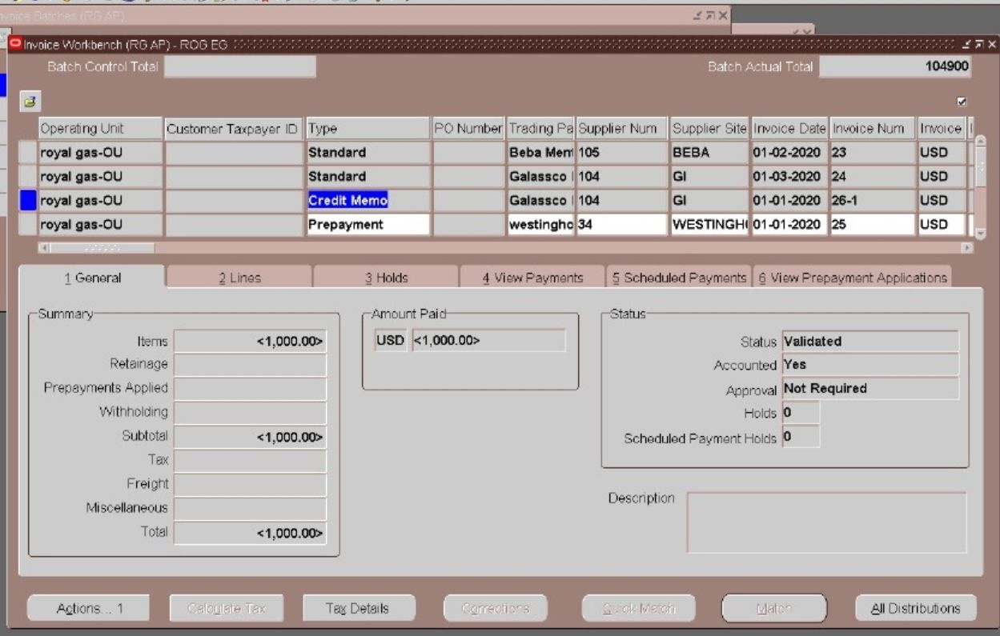 Invoice Batches (RG AP)
Invoice Workbench (RG AP) - ROG EG
Batch Control Total Batch Actual Total 104900
Operating Unit Customer Taxpayer ID Type PO Number Trading Pa Supplier Num Supplier Site Invoice Date Invoice Num Invoice
royal gas-OU Standard Beba Ment 105 BEBA 01-02-2020 23 USD
royal gas-OU Standard Galassco 104 GI 01-03-2020 24 USD
royal gas-OU Credit Memo Galassco 104 GI 01-01-2020 26-1 USD
royal gas-OU Prepayment westingho 34 WESTINGH 01-01-2020 25 USD
1 General 2 Lines 3 Holds 4 View Payments 5 Scheduled Payments 6 View Prepayment Applications
Summary Amount Paid Status
Items <1,000.00> USD <1,000.00> Status Validated
Retainage Accounted Yes
Prepayments Applied Approval Not Required
Withholding Holds 0
Subtotal <1,000.00> Scheduled Payment Holds 0
Tax
Freight
Miscellaneous Description
Total <1,000.00>
Actions... 1 Calculate Tax Tax Details Corrections Quick Match Match All Distributions